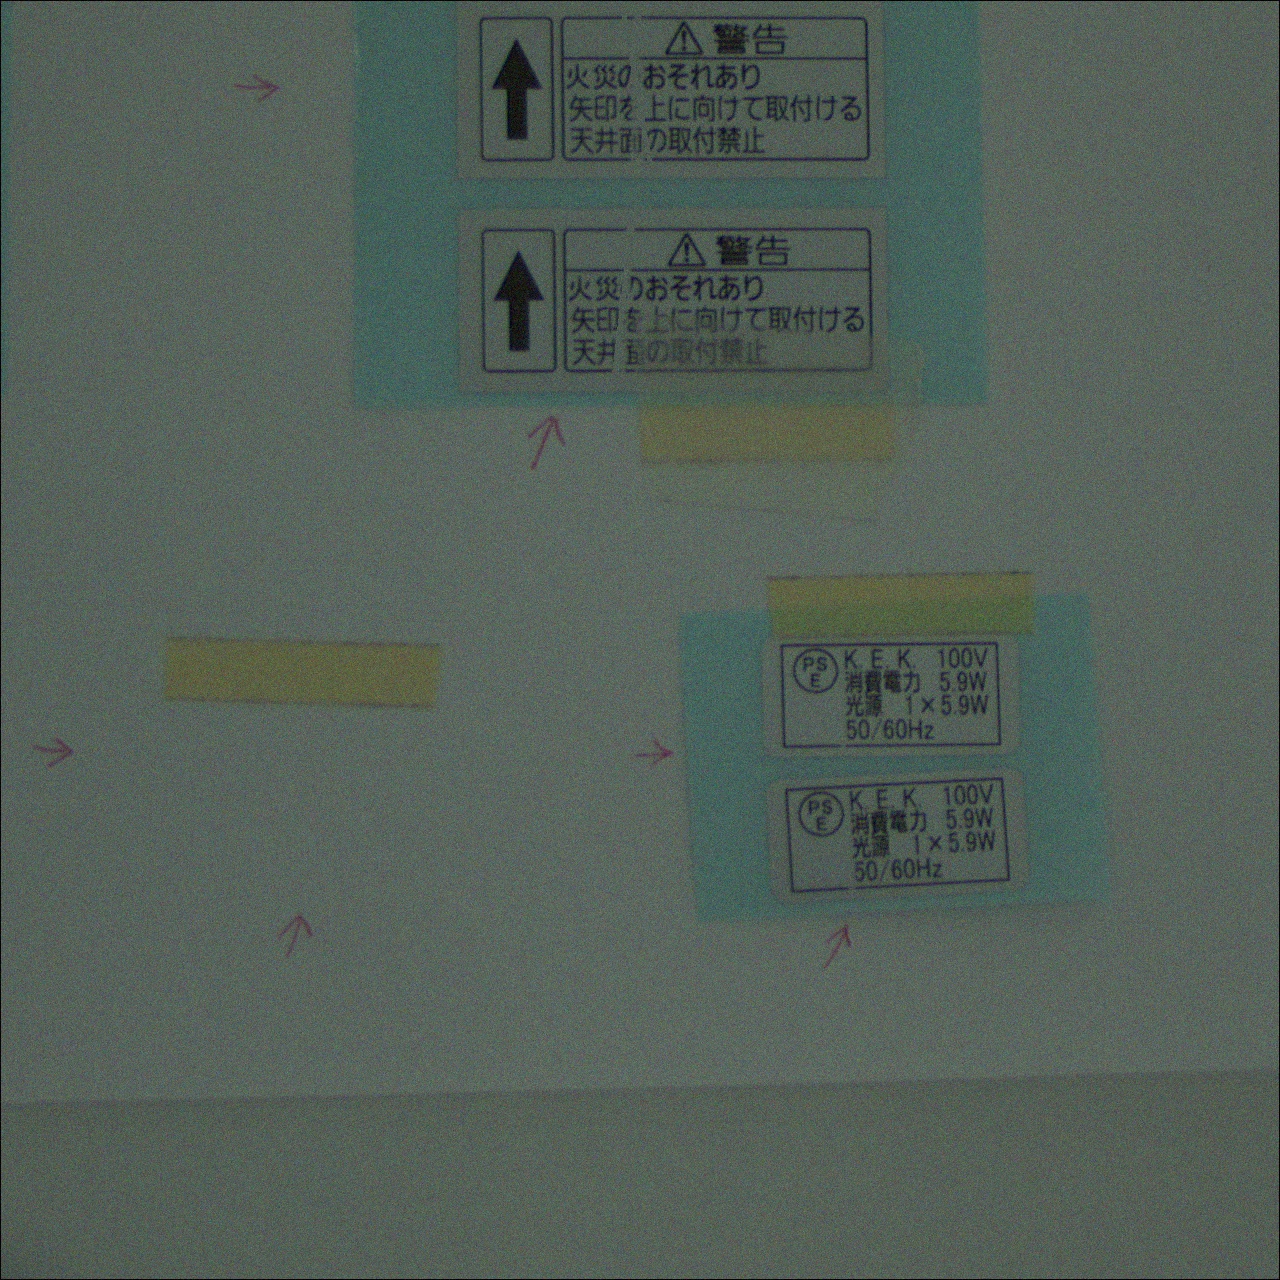 警告
火災のおそれあり
矢印を上に向けて取付ける
天井面の取付禁止
警告
火災のおそれあり
矢印を上に向けて取付ける
天井面の取付禁止
PS
E
K. E. K. 100V
消費電力 5.9W
光源 1×5.9W
50/60Hz
PS
E
K. E. K. 100V
消費電力 5.9W
光源 1×5.9W
50/60Hz